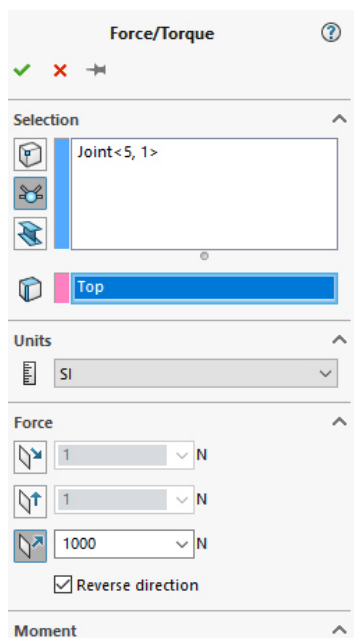 Force/Torque
Selection
Joint<5, 1>
Top
Units
SI
Force
1 N
1 N
1000 N
Reverse direction
Moment